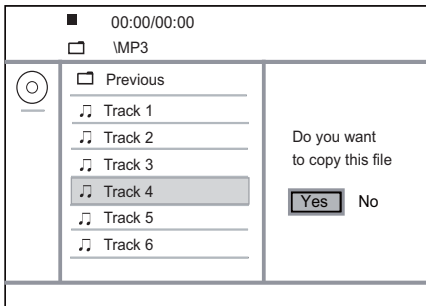 00:00/00:00
\MP3
Previous
Track 1
Track 2
Track 3
Track 4
Track 5
Track 6
Do you want
to copy this file
Yes No